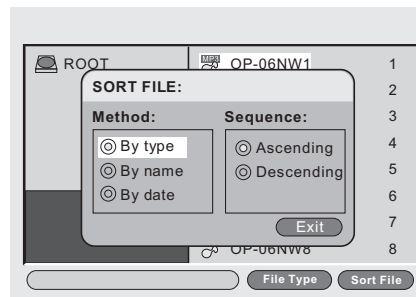 ROOT
MP3 OP-06NW1 1
SORT FILE: 2
Method: Sequence: 3
By type Ascending 4
By name Descending 5
By date 6
Exit 7
OP-06NW8 8
File Type Sort File